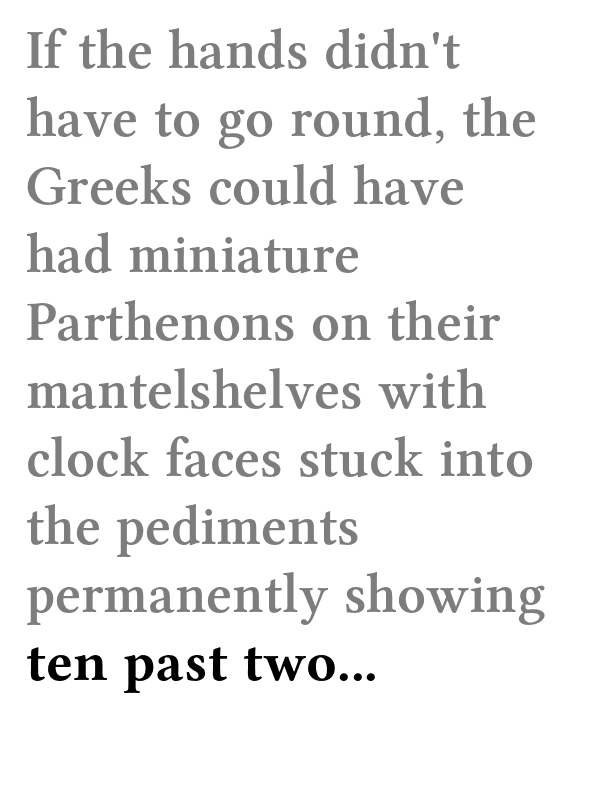 If the hands didn't
have to go round, the
Greeks could have
had miniature
Parthenons on their
mantelshelves with
clock faces stuck into
the pediments
permanently showing
ten past two...